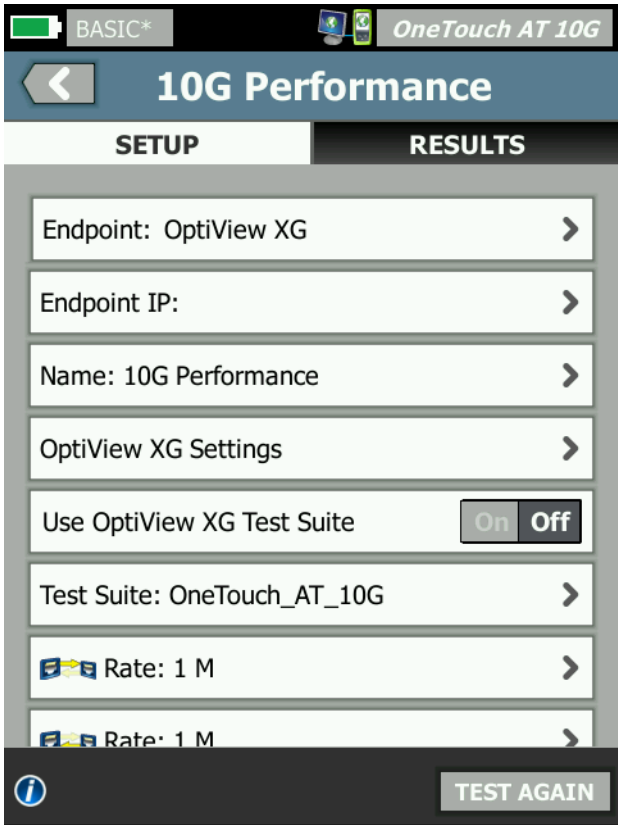 BASIC*
OneTouch AT 10G
10G Performance
SETUP
RESULTS
Endpoint: OptiView XG
Endpoint IP:
Name: 10G Performance
OptiView XG Settings
Use OptiView XG Test Suite
On Off
Test Suite: OneTouch_AT_10G
Rate: 1 M
Rate: 1 M
i
TEST AGAIN